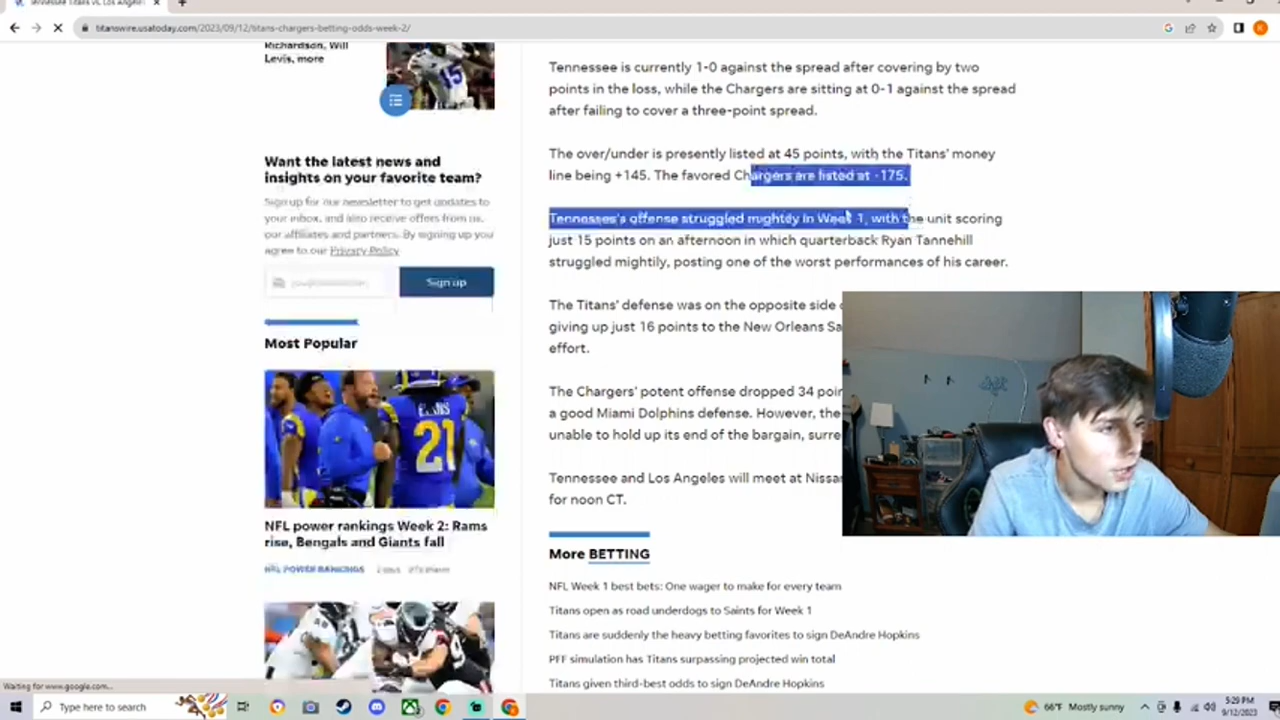 Tennessee Titans vs. Los Angeles
titanswire.usatoday.com/2023/09/12/titans-chargers-betting-odds-week-2/
Richardson, Will
Levis, more
Want the latest news and
insights on your favorite team?
Sign up for our newsletter to get updates to
your inbox, and also receive offers from us,
our affiliates and partners. By signing up you
agree to our Privacy Policy
Sign up
Most Popular
NFL power rankings Week 2: Rams
rise, Bengals and Giants fall
NFL POWER RANKINGS
Tennessee is currently 1-0 against the spread after covering by two
points in the loss, while the Chargers are sitting at 0-1 against the spread
after failing to cover a three-point spread.
The over/under is presently listed at 45 points, with the Titans' money
line being +145. The favored Chargers are listed at -175.
Tennessee's offense struggled mightily in Week 1, with the unit scoring
just 15 points on an afternoon in which quarterback Ryan Tannehill
struggled mightily, posting one of the worst performances of his career.
The Titans' defense was on the opposite side
giving up just 16 points to the New Orleans Sa
effort.
The Chargers' potent offense dropped 34 poi
a good Miami Dolphins defense. However, the
unable to hold up its end of the bargain, surre
Tennessee and Los Angeles will meet at Nissa
for noon CT.
More BETTING
NFL Week 1 best bets: One wager to make for every team
Titans open as road underdogs to Saints for Week 1
Titans are suddenly the heavy betting favorites to sign DeAndre Hopkins
PFF simulation has Titans surpassing projected win total
Titans given third-best odds to sign DeAndre Hopkins
15
21
Waiting for www.google.com...
Type here to search
66°F Mostly sunny
5:29 PM
9/12/2023